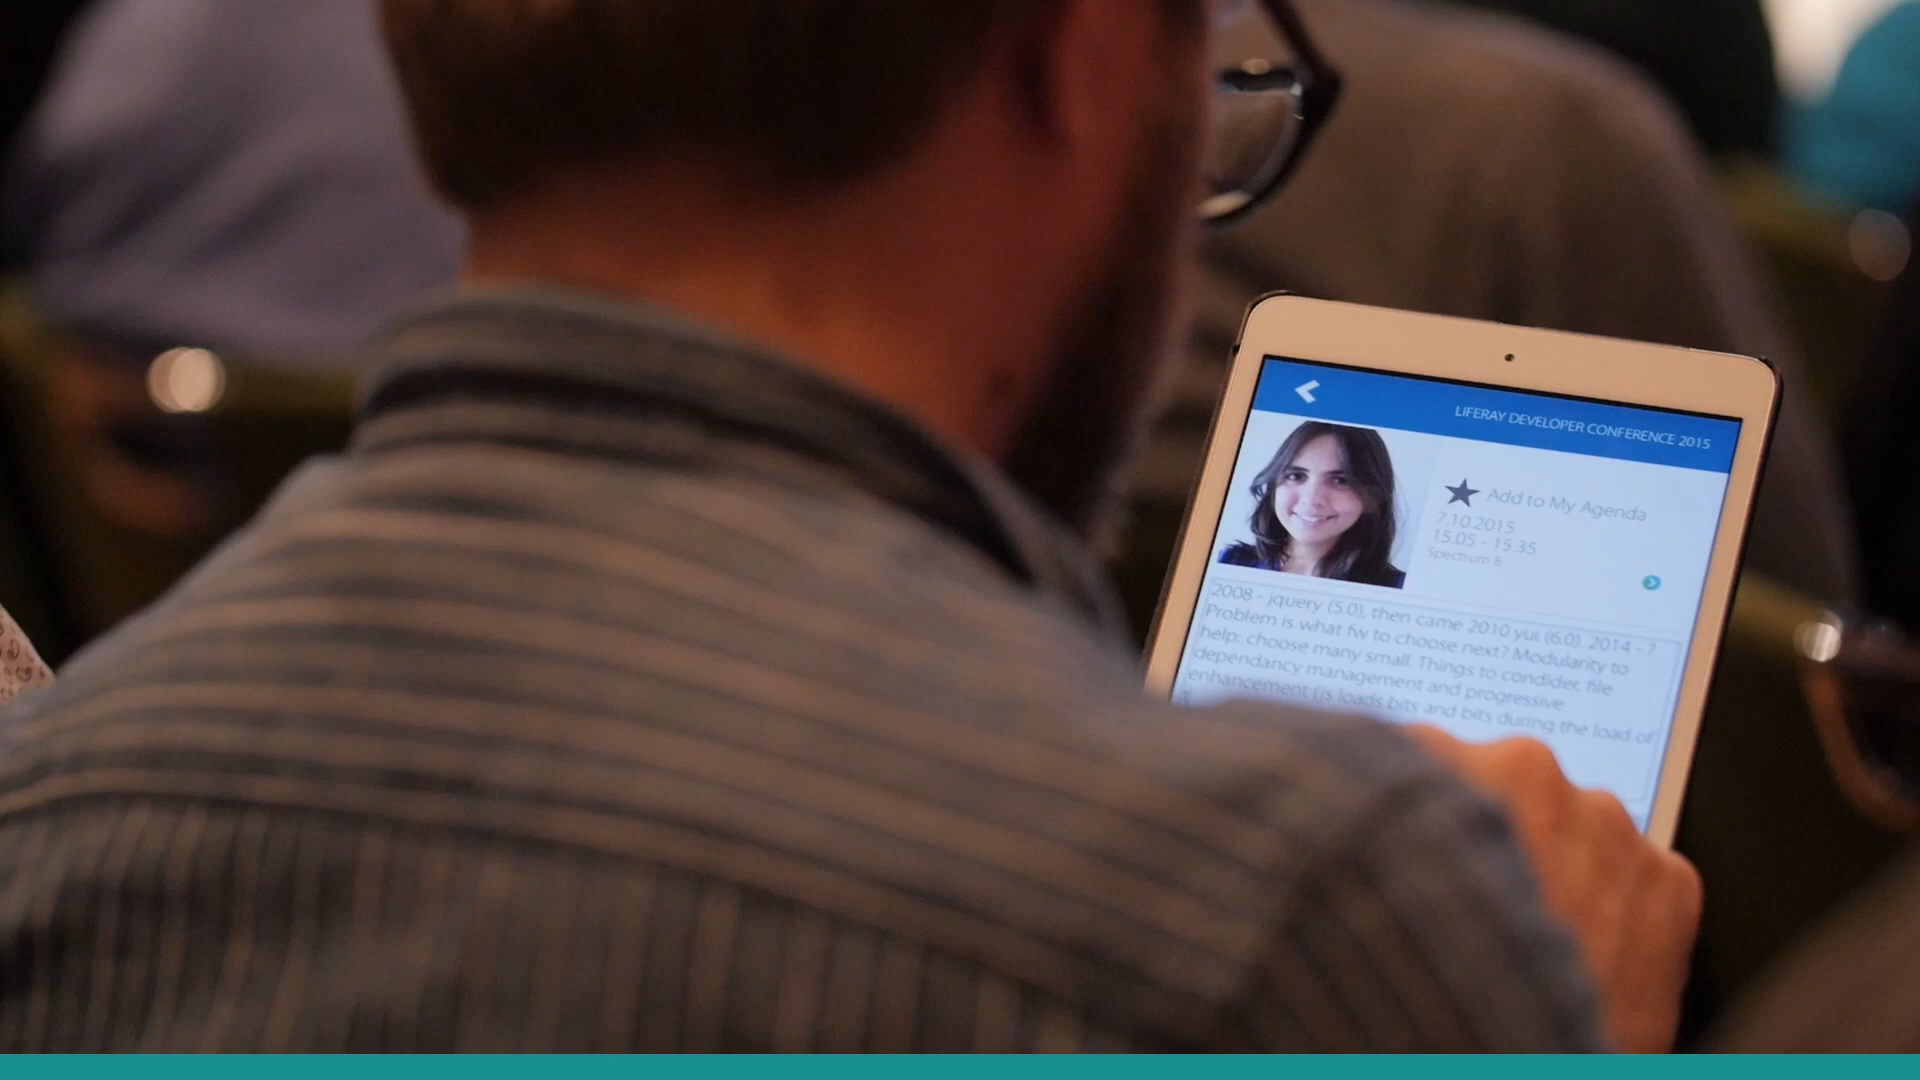 LIFERAY DEVELOPER CONFERENCE 2015
Add to My Agenda
7.10.2015
15.05 - 15.35
Spectrum B
2008 - jquery (5.0), then came 2010 yui (6.0). 2014 - ?
Problem is what fw to choose next? Modularity to
help: choose many small. Things to condider, file
dependancy management and progressive
enhancement (js loads bits and bits during the load of